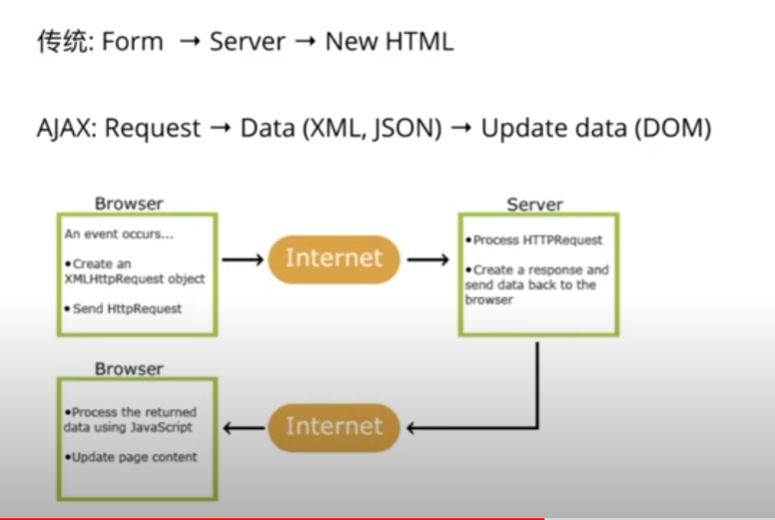 传统: Form → Server → New HTML
AJAX: Request → Data (XML, JSON) → Update data (DOM)
Browser
An event occurs...
•Create an
XMLHttpRequest object
• Send HttpRequest
Internet
Server
•Process HTTPRequest
•Create a response and
send data back to the
browser
Browser
•Process the returned
data using JavaScript
•Update page content
Internet